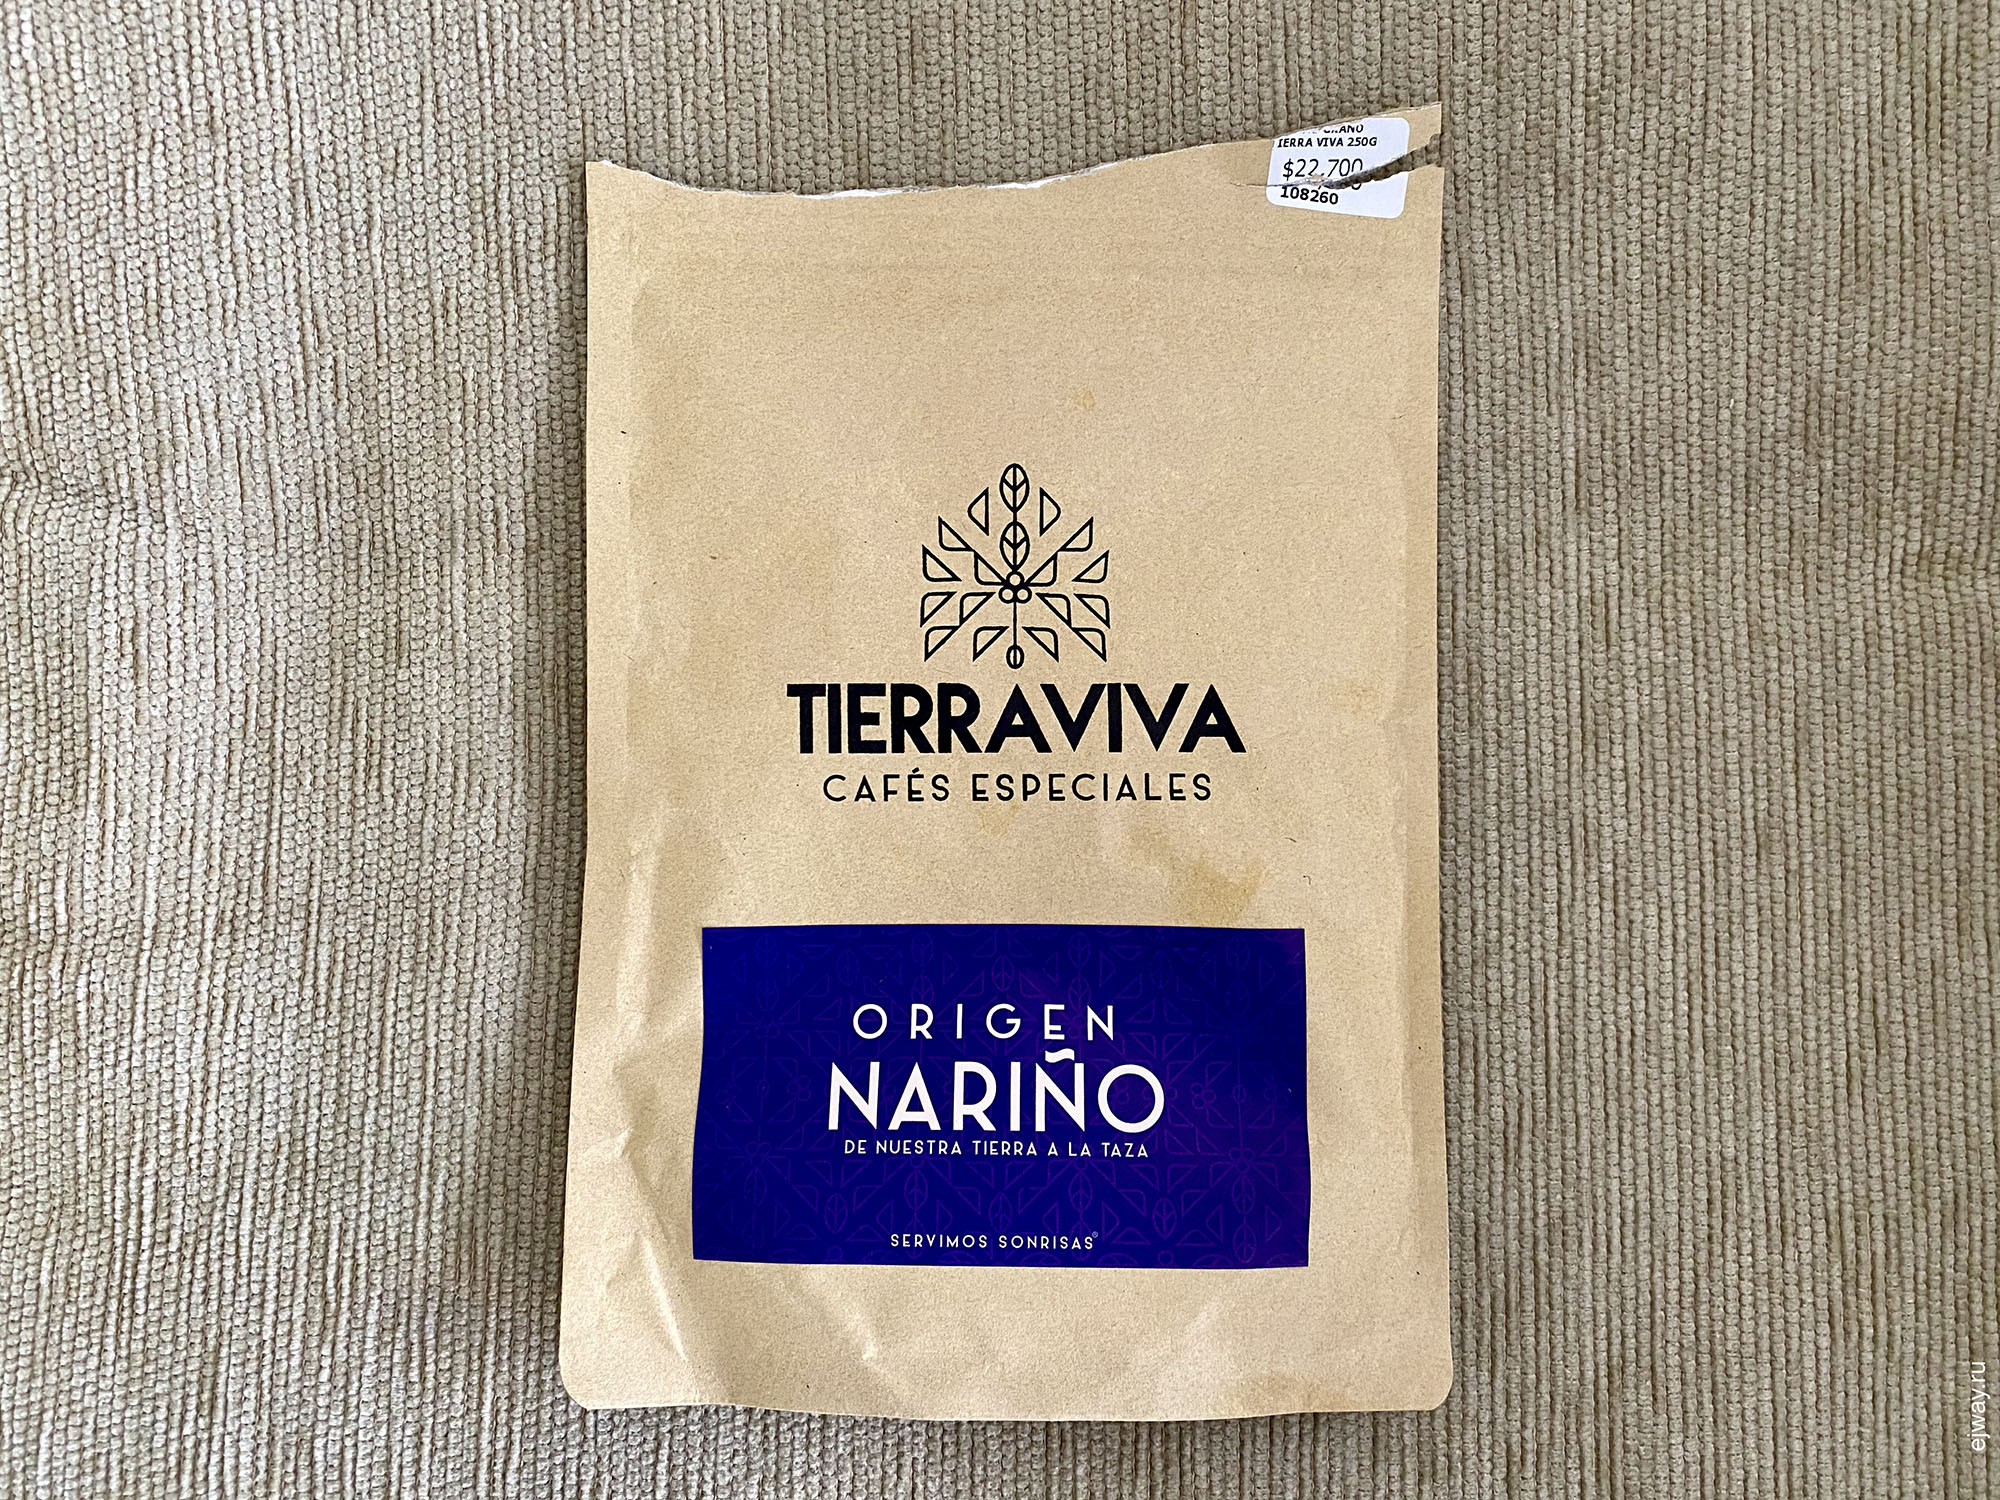 GRANO
IERRA VIVA 250G
$22,700
108260
TIERRAVIVA
CAFÉS ESPECIALES
ORIGEN
NARIÑO
DE NUESTRA TIERRA A LA TAZA
SERVIMOS SONRISAS®
ejway.ru